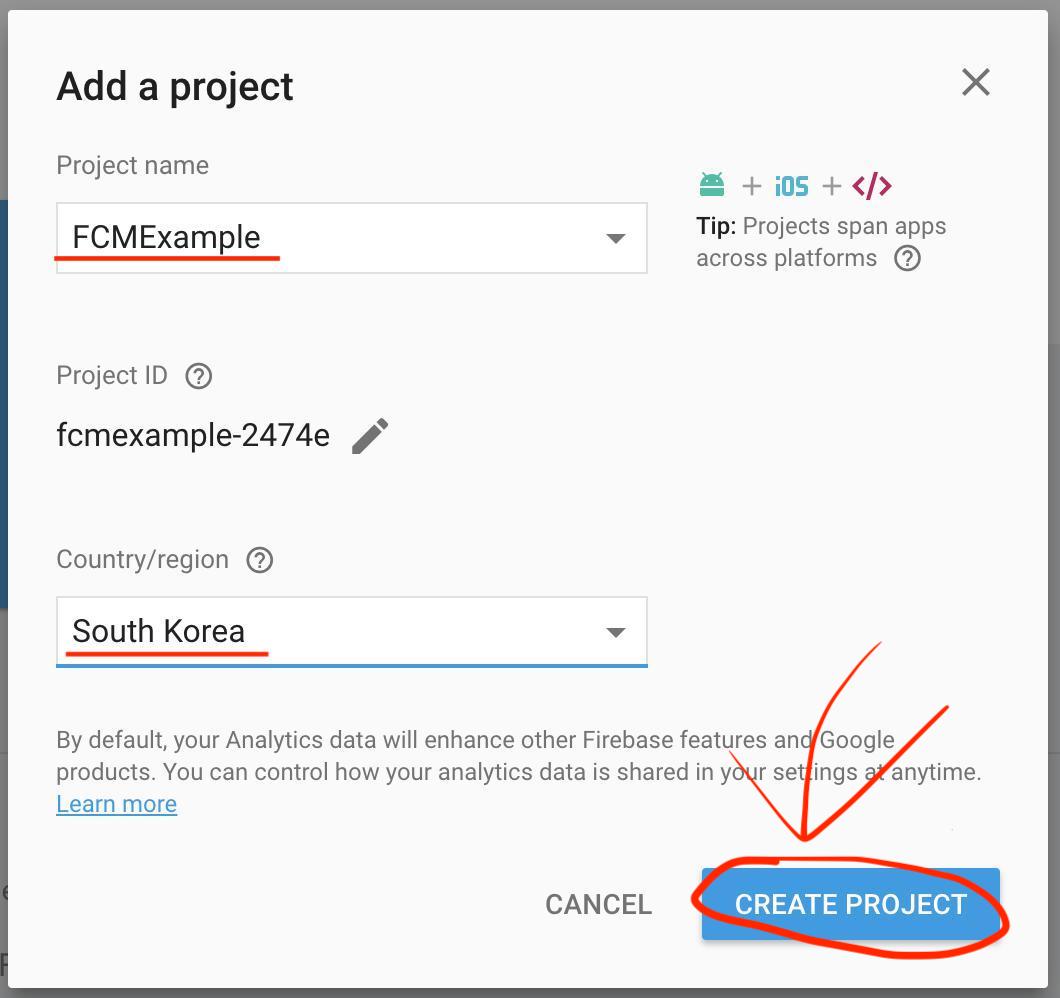 Add a project
Project name
FCMExample
+ iOS + </>
Tip: Projects span apps
across platforms ?
Project ID ?
fcmexample-2474e
Country/region ?
South Korea
By default, your Analytics data will enhance other Firebase features and Google
products. You can control how your analytics data is shared in your settings at anytime.
Learn more
CANCEL
CREATE PROJECT